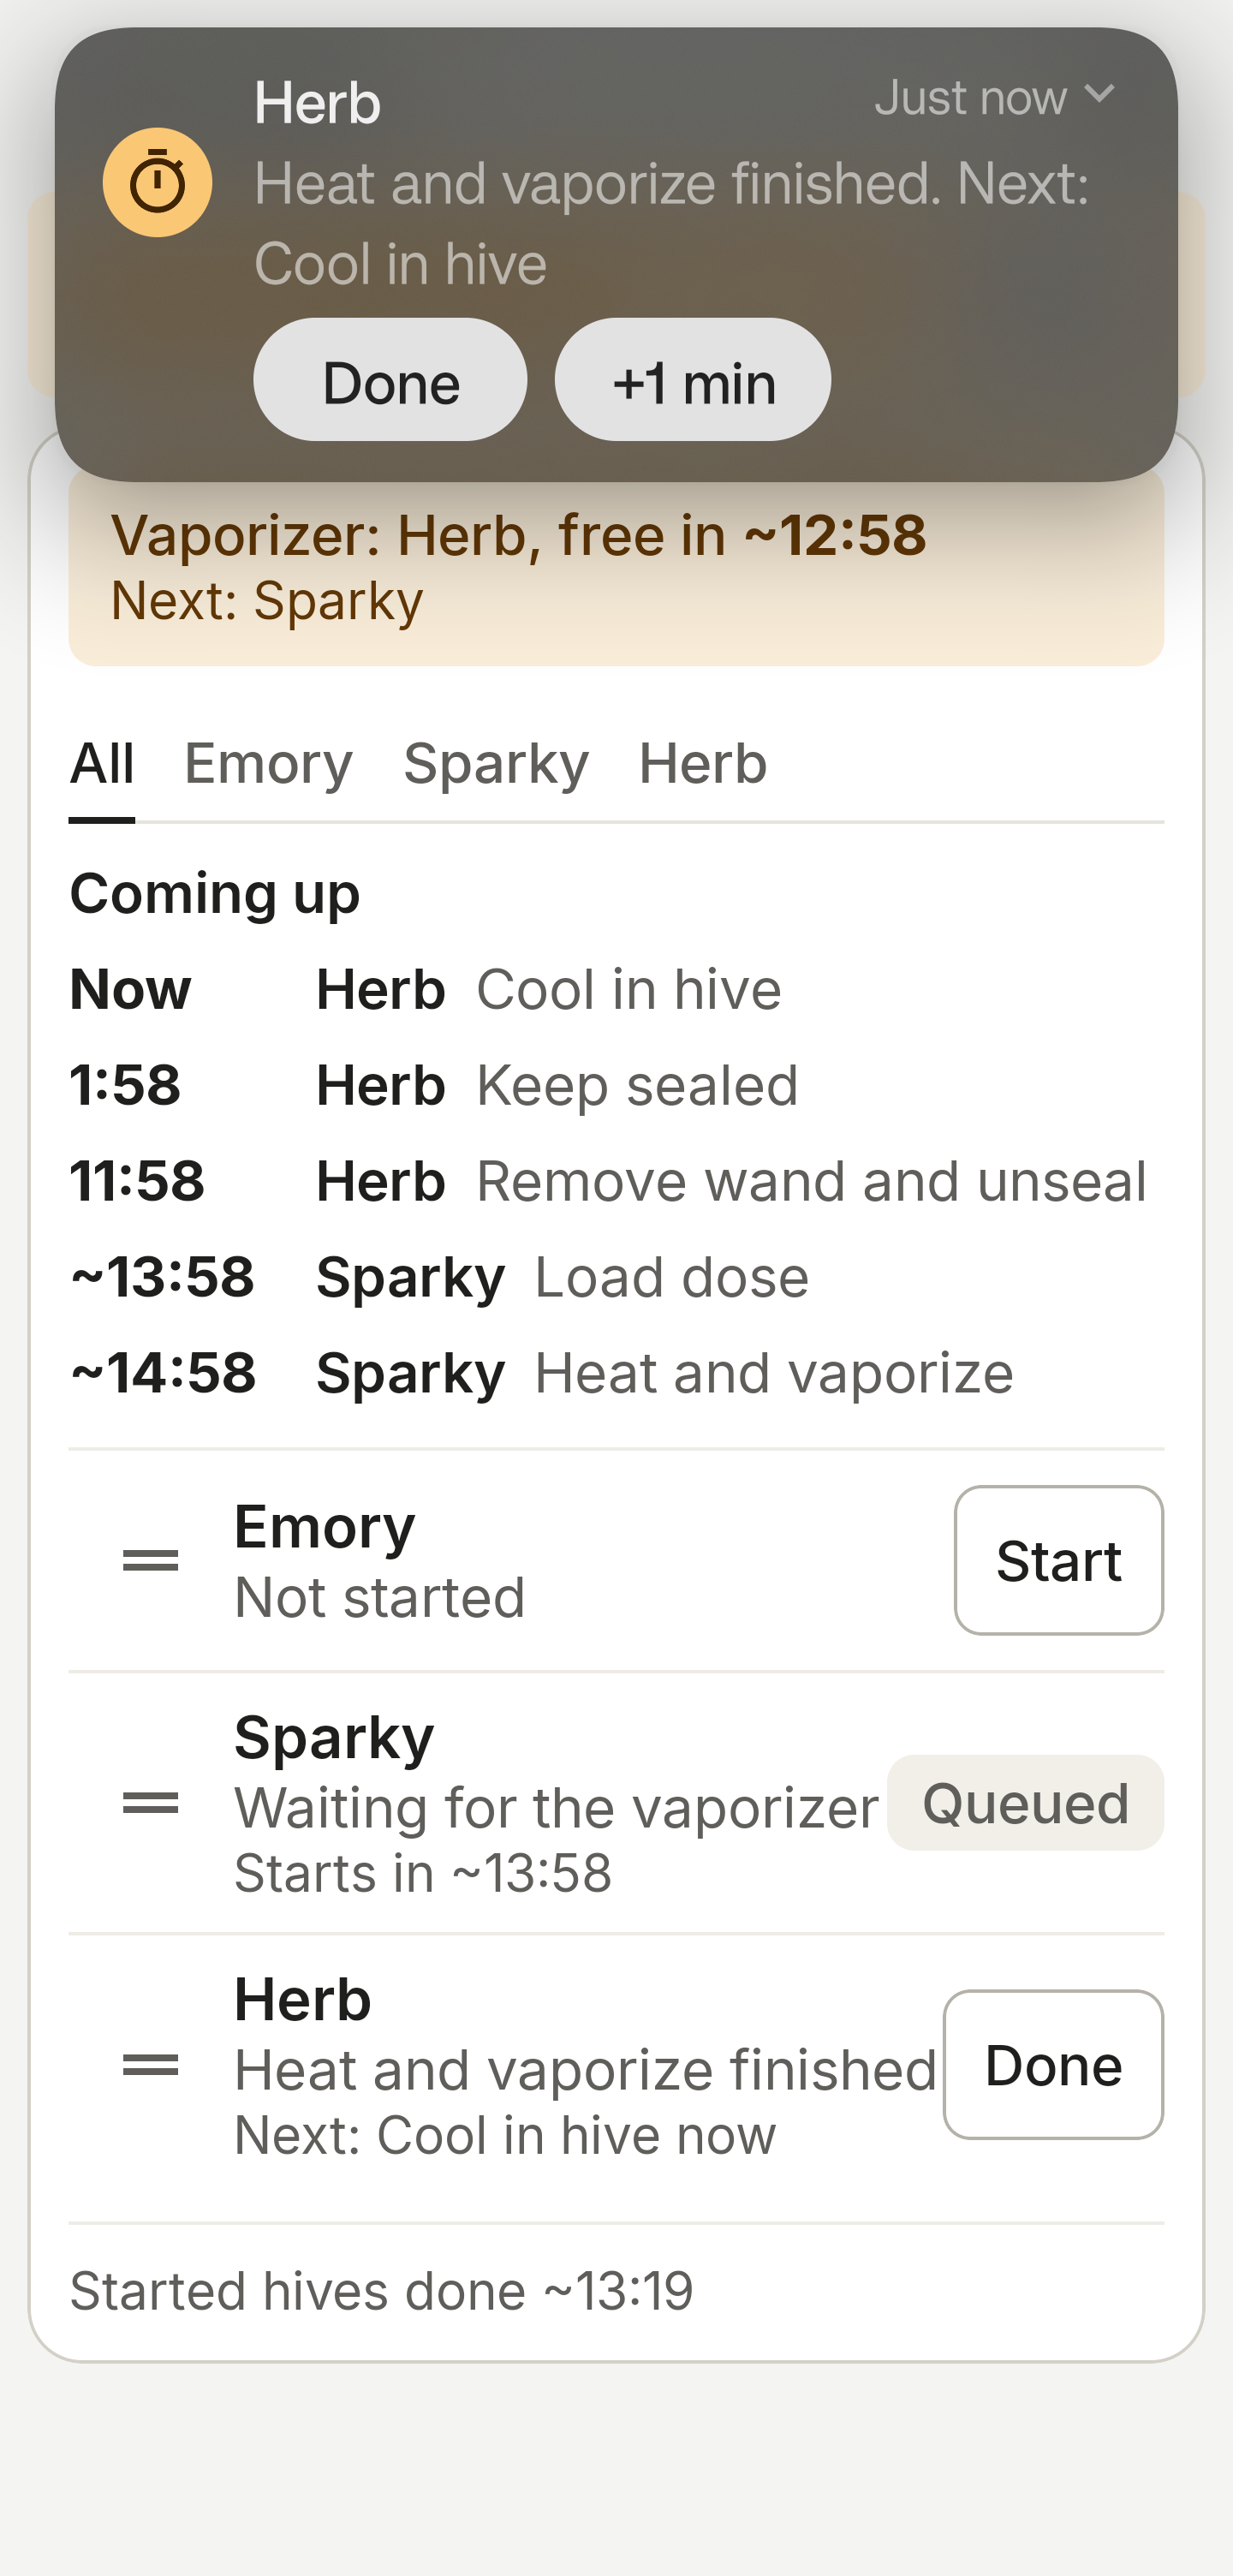 Herb
Just now
Heat and vaporize finished. Next:
Cool in hive
Done
+1 min
Vaporizer: Herb, free in ~12:58
Next: Sparky
All Emory Sparky Herb
Coming up
Now Herb Cool in hive
1:58 Herb Keep sealed
11:58 Herb Remove wand and unseal
~13:58 Sparky Load dose
~14:58 Sparky Heat and vaporize
Emory
Not started
Start
Sparky
Waiting for the vaporizer
Starts in ~13:58
Queued
Herb
Heat and vaporize finished
Next: Cool in hive now
Done
Started hives done ~13:19